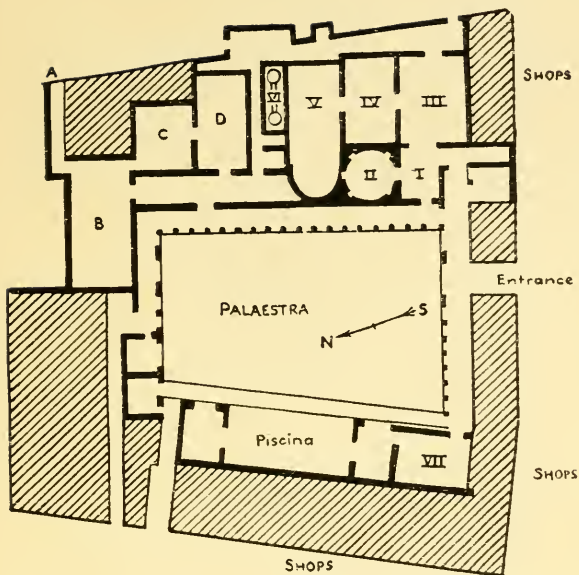 A
SHOPS
VI
V
IV
III
C
D
II
I
B
Entrance
PALAESTRA
S
N
Piscina
VII
SHOPS
SHOPS